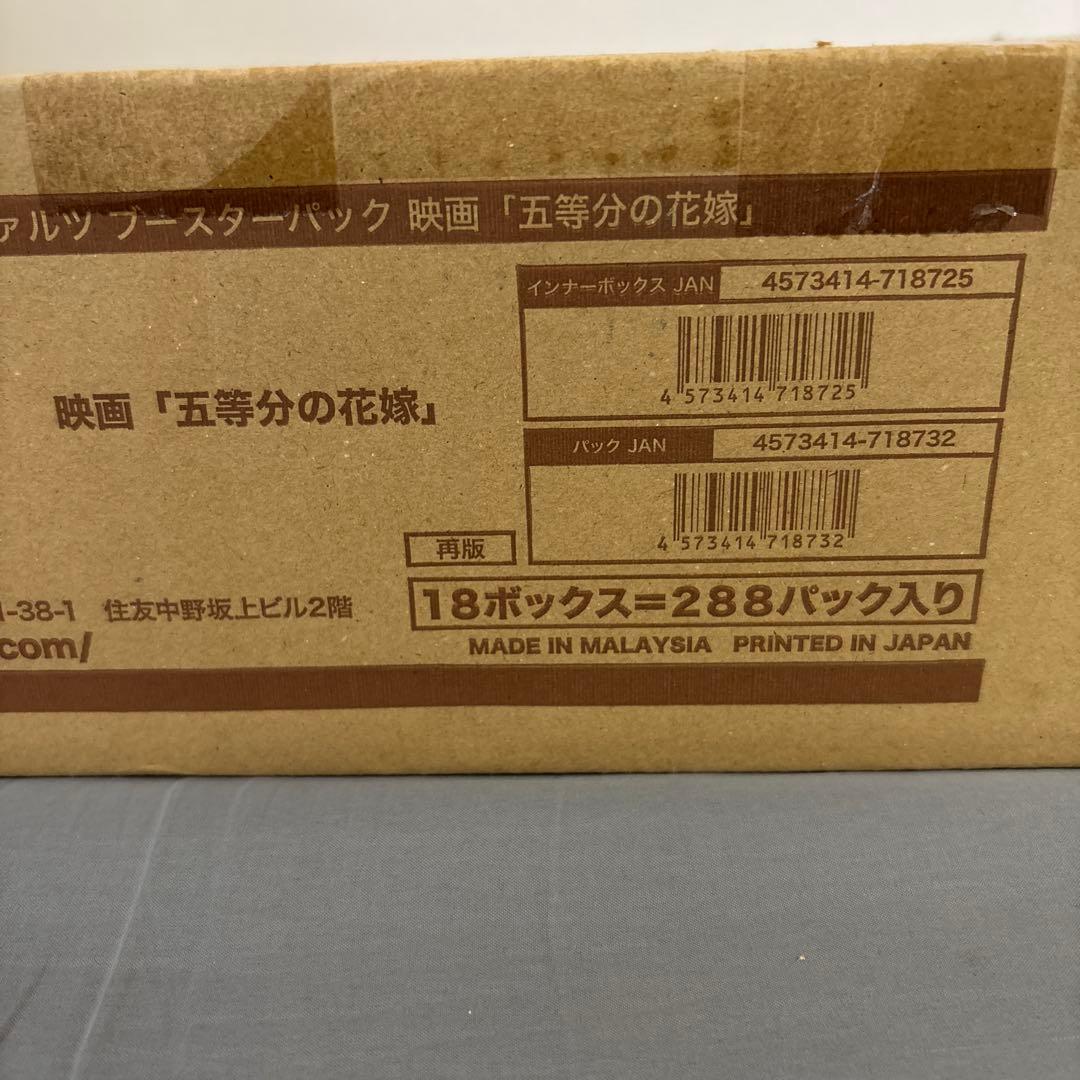 ァルツ ブースターパック 映画「五等分の花嫁」
インナーボックス JAN 4573414-718725
4 573414 718725
映画「五等分の花嫁」
パック JAN 4573414-718732
4 573414 718732
再版
1-38-1 住友中野坂上ビル2階
18ボックス=288パック入り
com/
MADE IN MALAYSIA PRINTED IN JAPAN